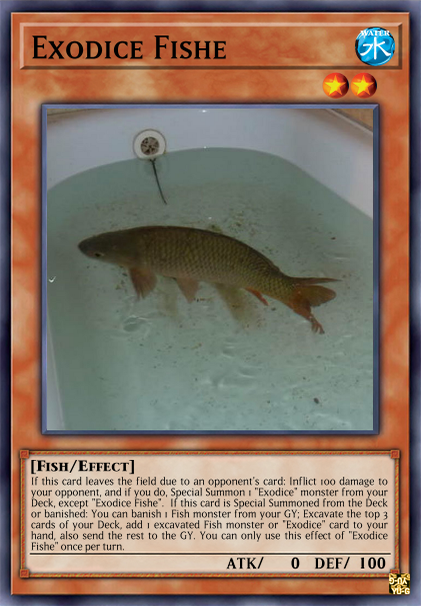 EXODICE FISHE
WATER
水
[FISH/EFFECT]
If this card leaves the field due to an opponent's card: Inflict 100 damage to
your opponent, and if you do, Special Summon 1 "Exodice" monster from your
Deck, except "Exodice Fishe". If this card is Special Summoned from the Deck
or banished: You can banish 1 Fish monster from your GY; Excavate the top 3
cards of your Deck, add 1 excavated Fish monster or "Exodice" card to your
hand, also send the rest to the GY. You can only use this effect of "Exodice
Fishe" once per turn.
ATK/ 0 DEF/ 100